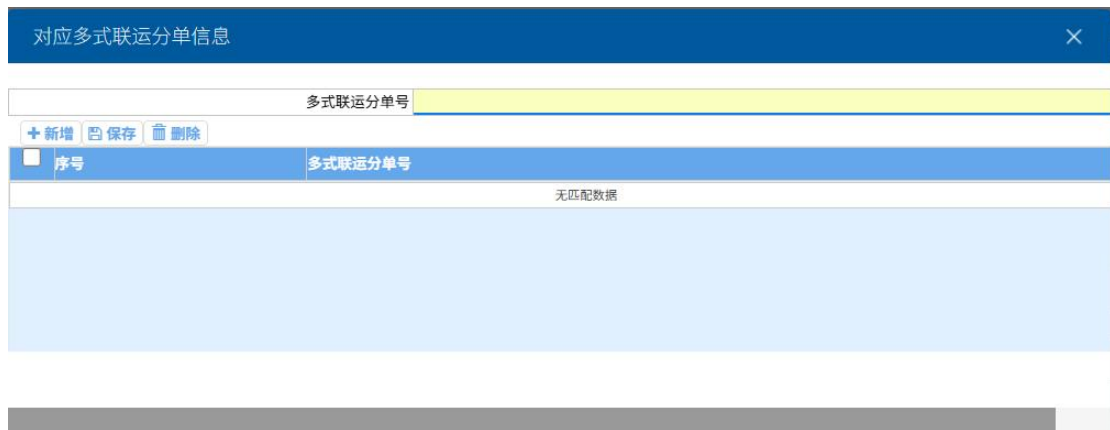 对应多式联运分单信息
多式联运分单号
新增 保存 删除
序号 多式联运分单号
无匹配数据